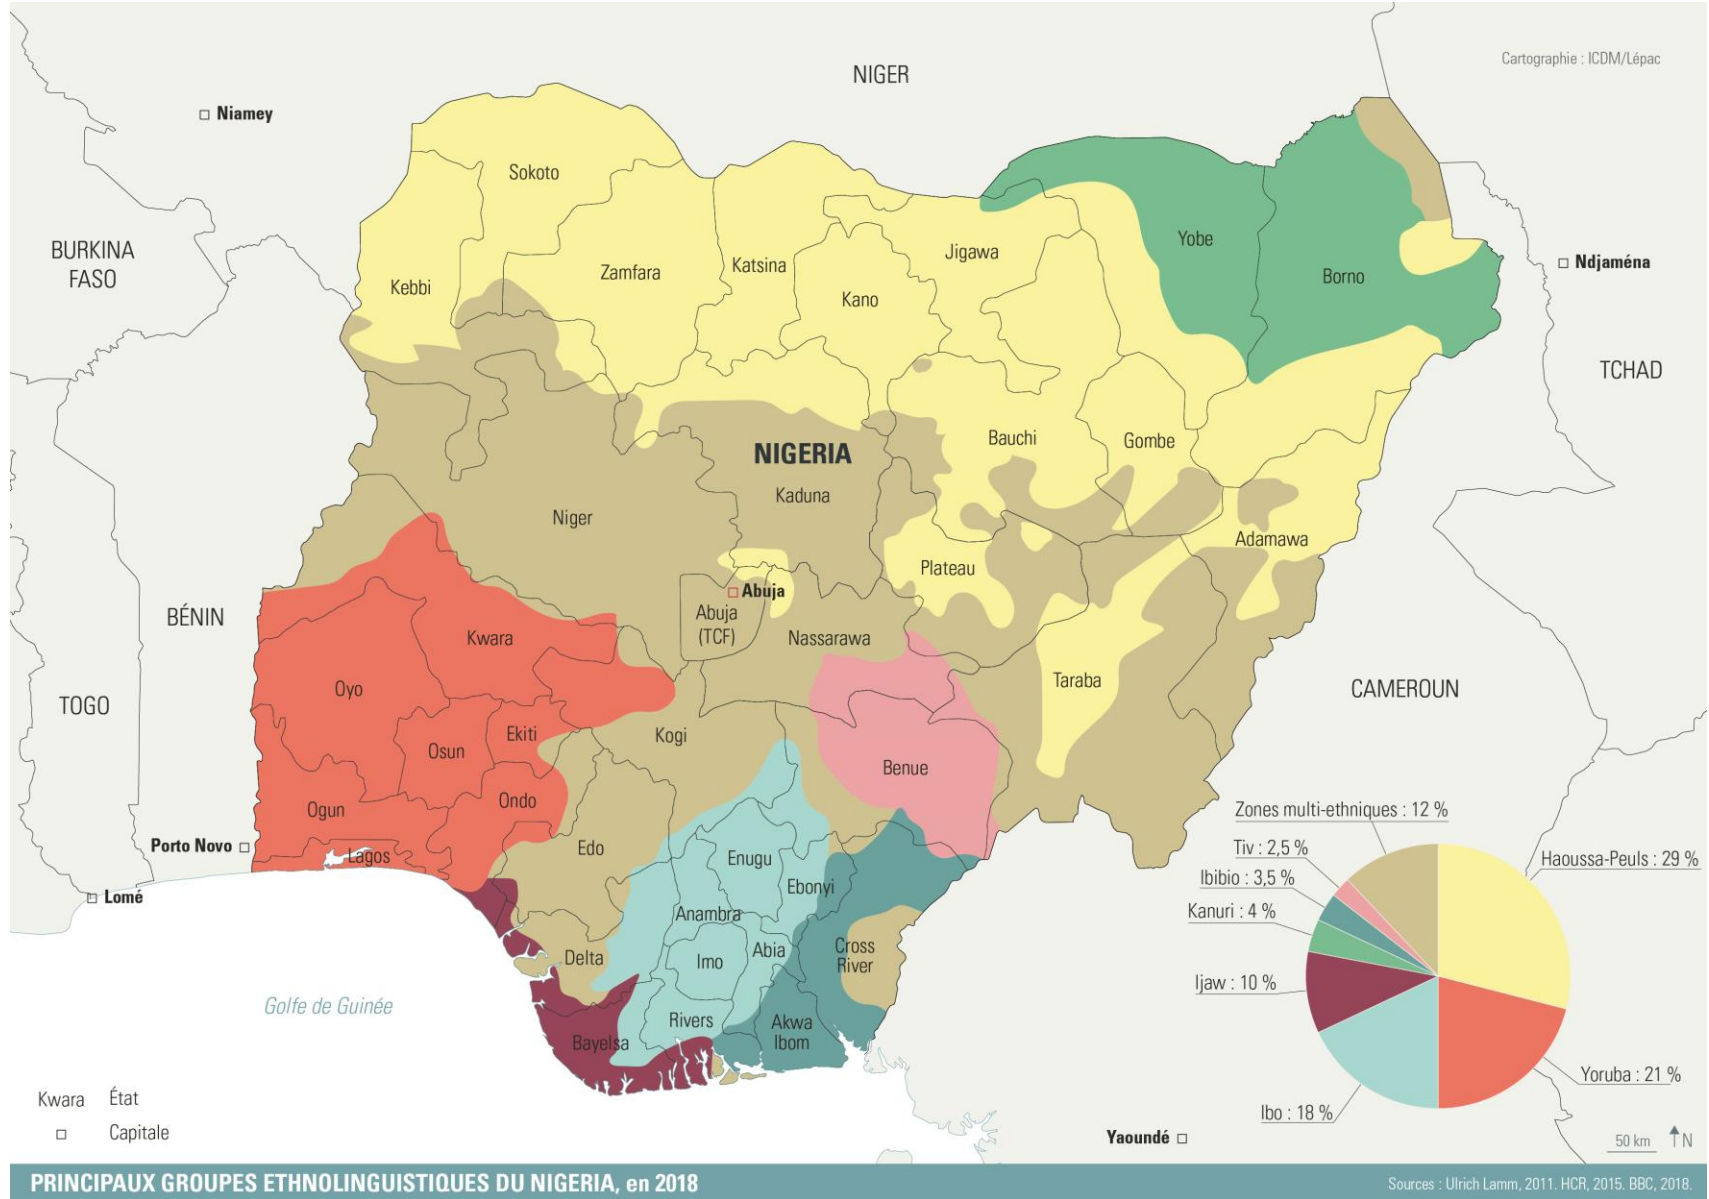 Cartographie : ICDM/Lépac
NIGER
Niamey
Sokoto
BURKINA
FASO
Kebbi
Zamfara
Katsina
Kano
Jigawa
Yobe
Borno
Ndjaména
TCHAD
Bauchi
Gombe
NIGERIA
Kaduna
Niger
Adamawa
Plateau
Abuja
Abuja
(TCF)
Nassarawa
BÉNIN
Kwara
Oyo
TOGO
Taraba
CAMEROUN
Kogi
Ekiti
Osun
Benue
Ogun
Ondo
Porto Novo
Lagos
Edo
Enugu
Ebonyi
Lomé
Anambra
Delta
Imo
Abia
Cross
River
Golfe de Guinée
Rivers
Akwa
Ibom
Bayelsa
Zones multi-ethniques : 12 %
Tiv : 2,5 %
Haoussa-Peuls : 29 %
Ibibio : 3,5 %
Kanuri : 4 %
Ijaw : 10 %
Yoruba : 21 %
Ibo : 18 %
Kwara État
Capitale
Yaoundé
50 km
N
PRINCIPAUX GROUPES ETHNOLINGUISTIQUES DU NIGERIA, en 2018
Sources : Ulrich Lamm, 2011. HCR, 2015. BBC, 2018.